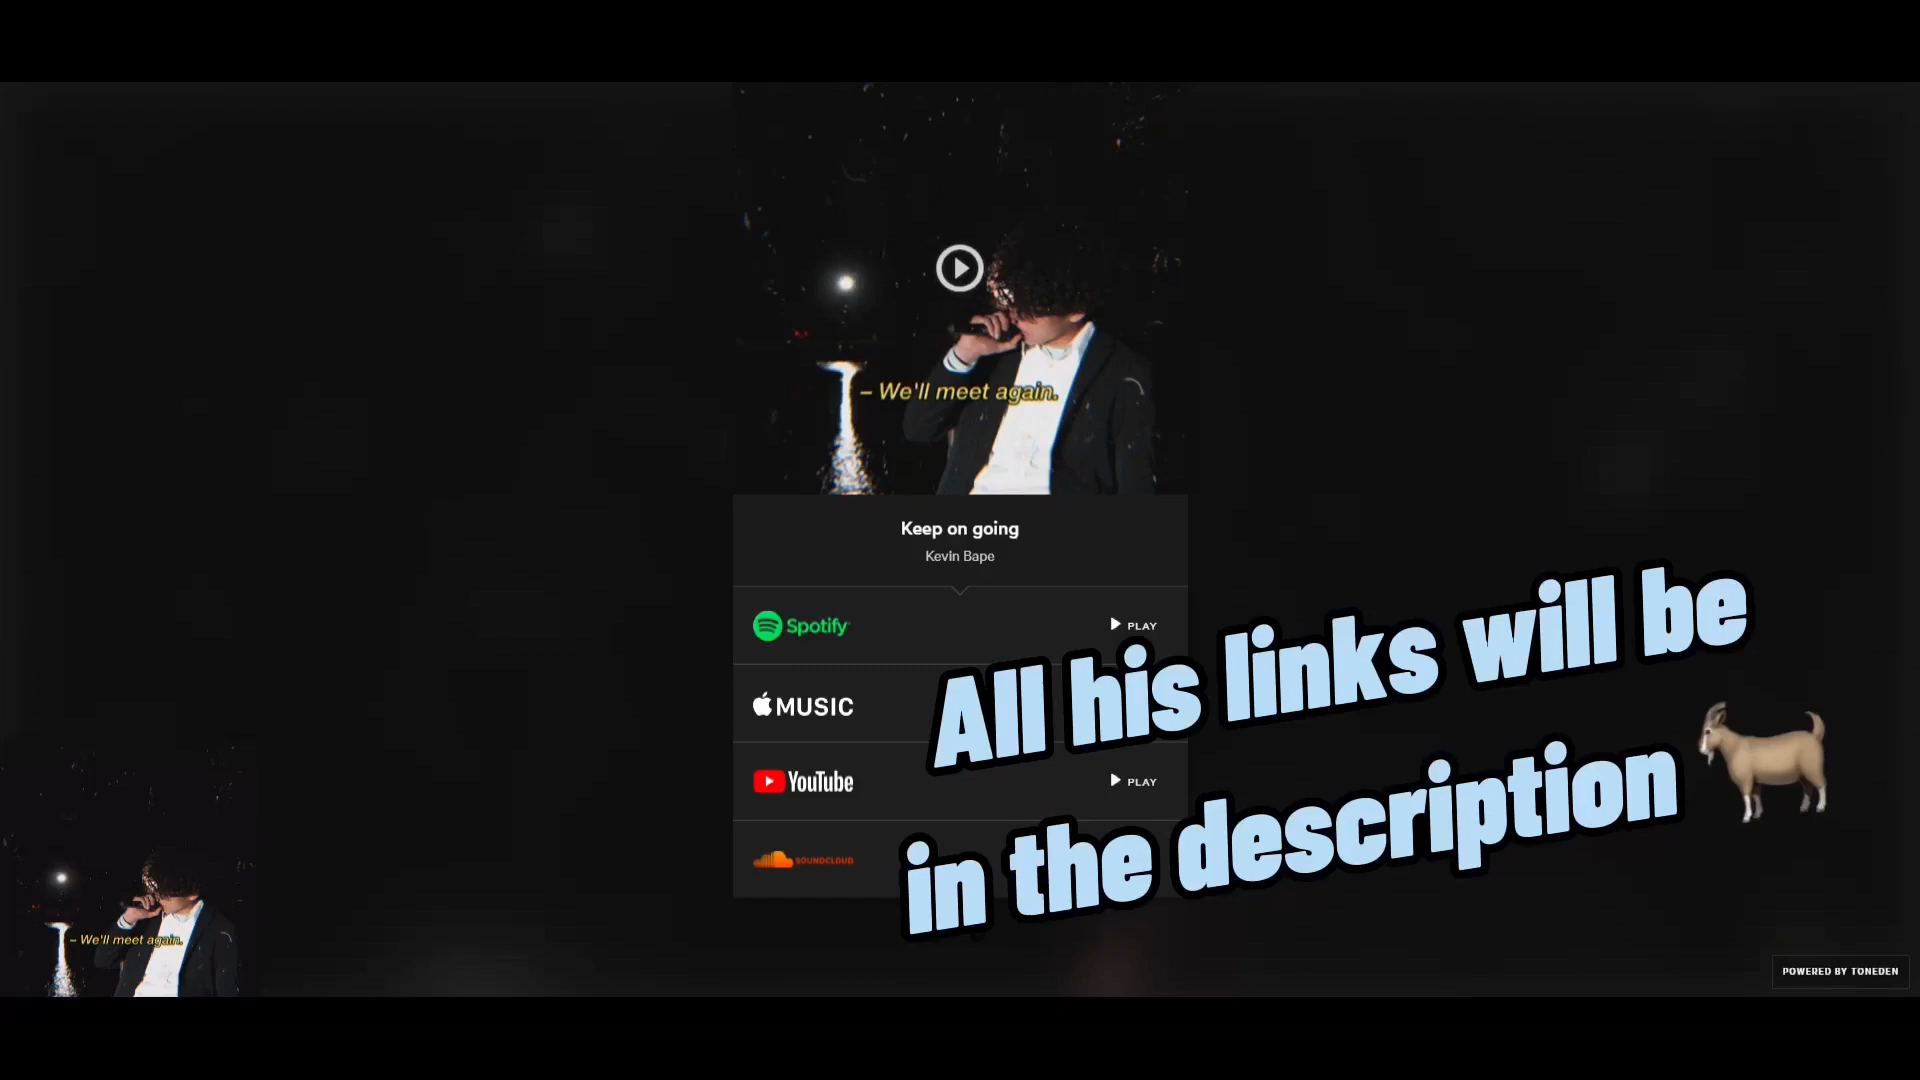 – We'll meet again.
Keep on going
Kevin Bape
Spotify
PLAY
MUSIC
YouTube
PLAY
SOUNDCLOUD
All his links will be
in the description
– We'll meet again.
POWERED BY TONEDEN